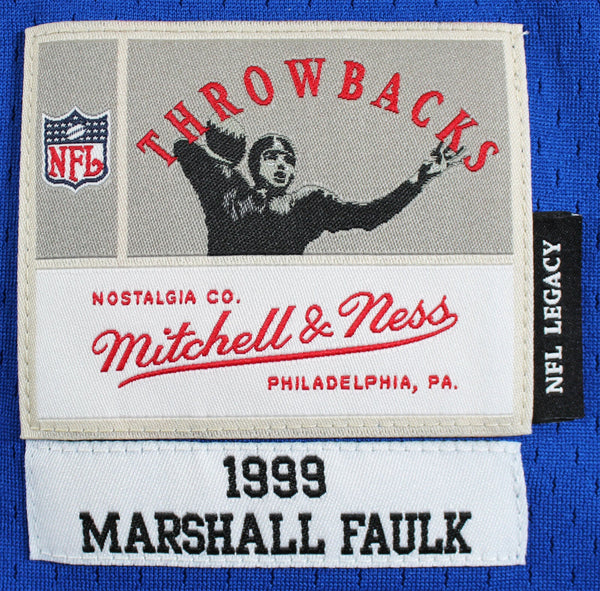 THROWBACKS
NFL
NOSTALGIA CO.
Mitchell & Ness
PHILADELPHIA, PA.
NFL LEGACY
1999
MARSHALL FAULK